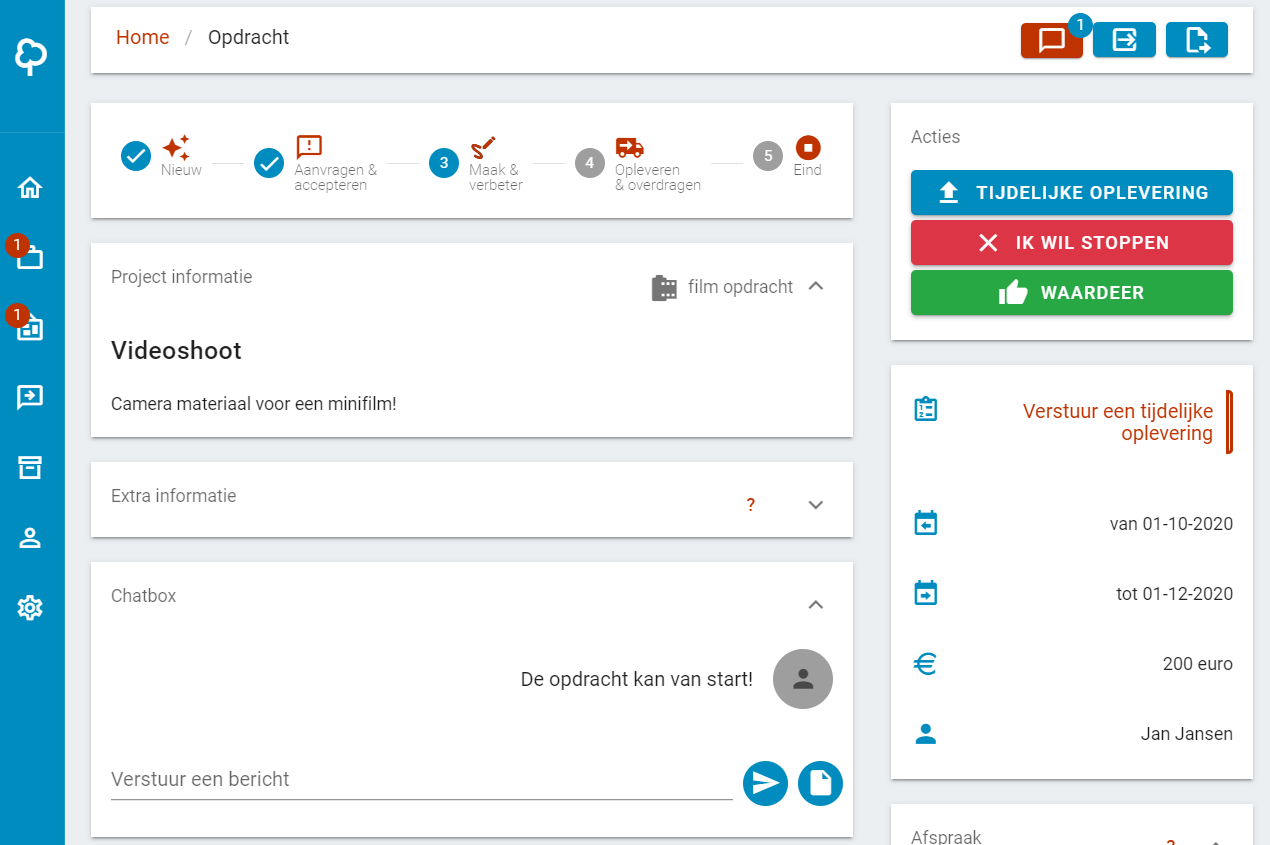 Home / Opdracht
1
1
1
Nieuw
Aanvragen &
accepteren
3
Maak &
verbeter
4
Opleveren
& overdragen
5
Eind
Project informatie
film opdracht
Videoshoot
Camera materiaal voor een minifilm!
Extra informatie
?
Chatbox
De opdracht kan van start!
Verstuur een bericht
Acties
TIJDELIJKE OPLEVERING
IK WIL STOPPEN
WAARDEER
Verstuur een tijdelijke
oplevering
van 01-10-2020
tot 01-12-2020
200 euro
Jan Jansen
Afspraak
?